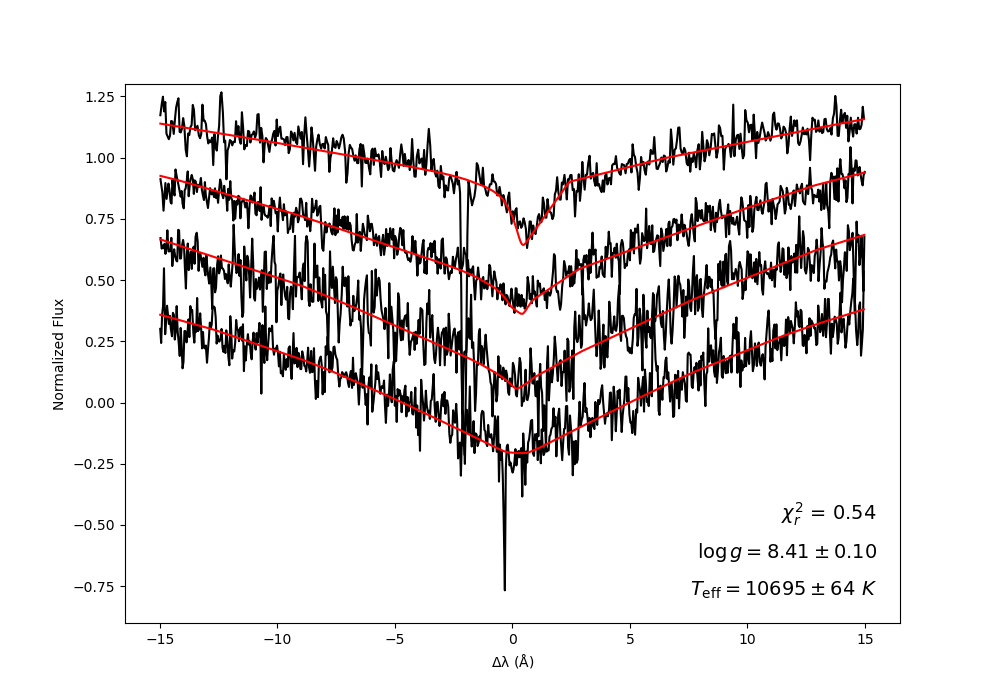 1.25
1.00
0.75
0.50
0.25
0.00
−0.25
−0.50
−0.75
Normalized Flux
χ²ᵣ = 0.54
log g = 8.41 ± 0.10
T_eff = 10695 ± 64 K
−15 −10 −5 0 5 10 15
Δλ (Å)